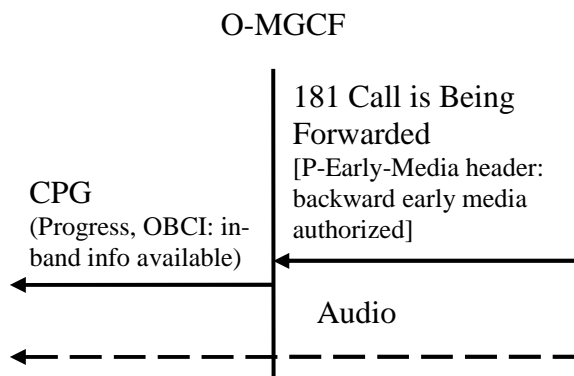 O-MGCF
181 Call is Being
Forwarded
[P-Early-Media header:
backward early media
authorized]
CPG
(Progress, OBCI: in-
band info available)
Audio